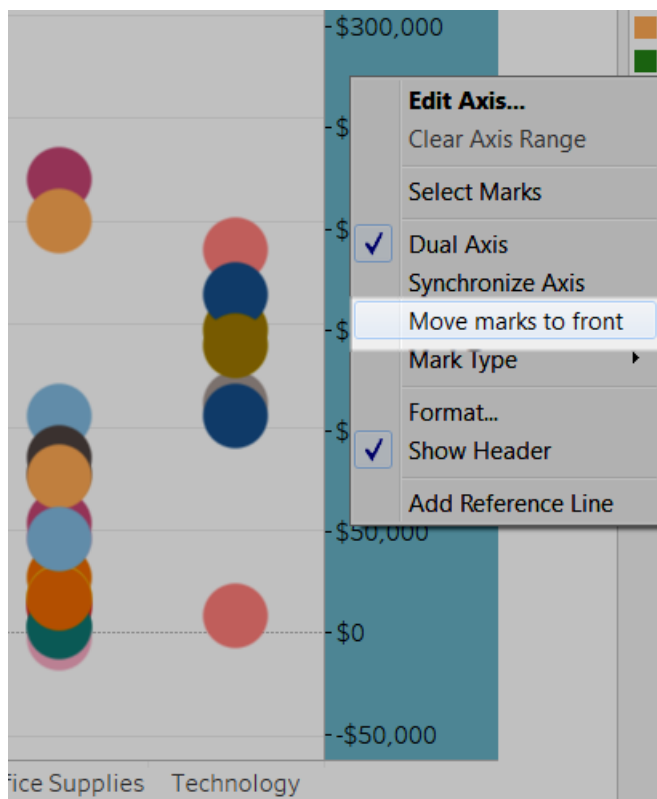 $300,000
Edit Axis...
$
Clear Axis Range
Select Marks
$
Dual Axis
Synchronize Axis
$
Move marks to front
Mark Type
$
Format...
Show Header
Add Reference Line
$50,000
$0
-$50,000
fice Supplies
Technology